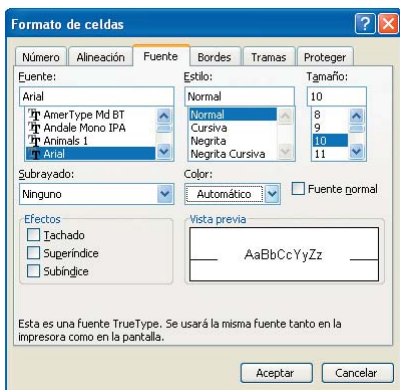 Formato de celdas
Número Alineación Fuente Bordes Tramas Proteger
Fuente: Estilo: Tamaño:
Arial Normal 10
AmerType Md BT Normal 8
Andale Mono IPA Cursiva 9
Animals 1 Negrita 10
Arial Negrita Cursiva 11
Subrayado: Color:
Ninguno Automático Fuente normal
Efectos Vista previa
Tachado
Superíndice AaBbCcYyZz
Subíndice
Esta es una fuente TrueType. Se usará la misma fuente tanto en la
impresora como en la pantalla.
Aceptar Cancelar